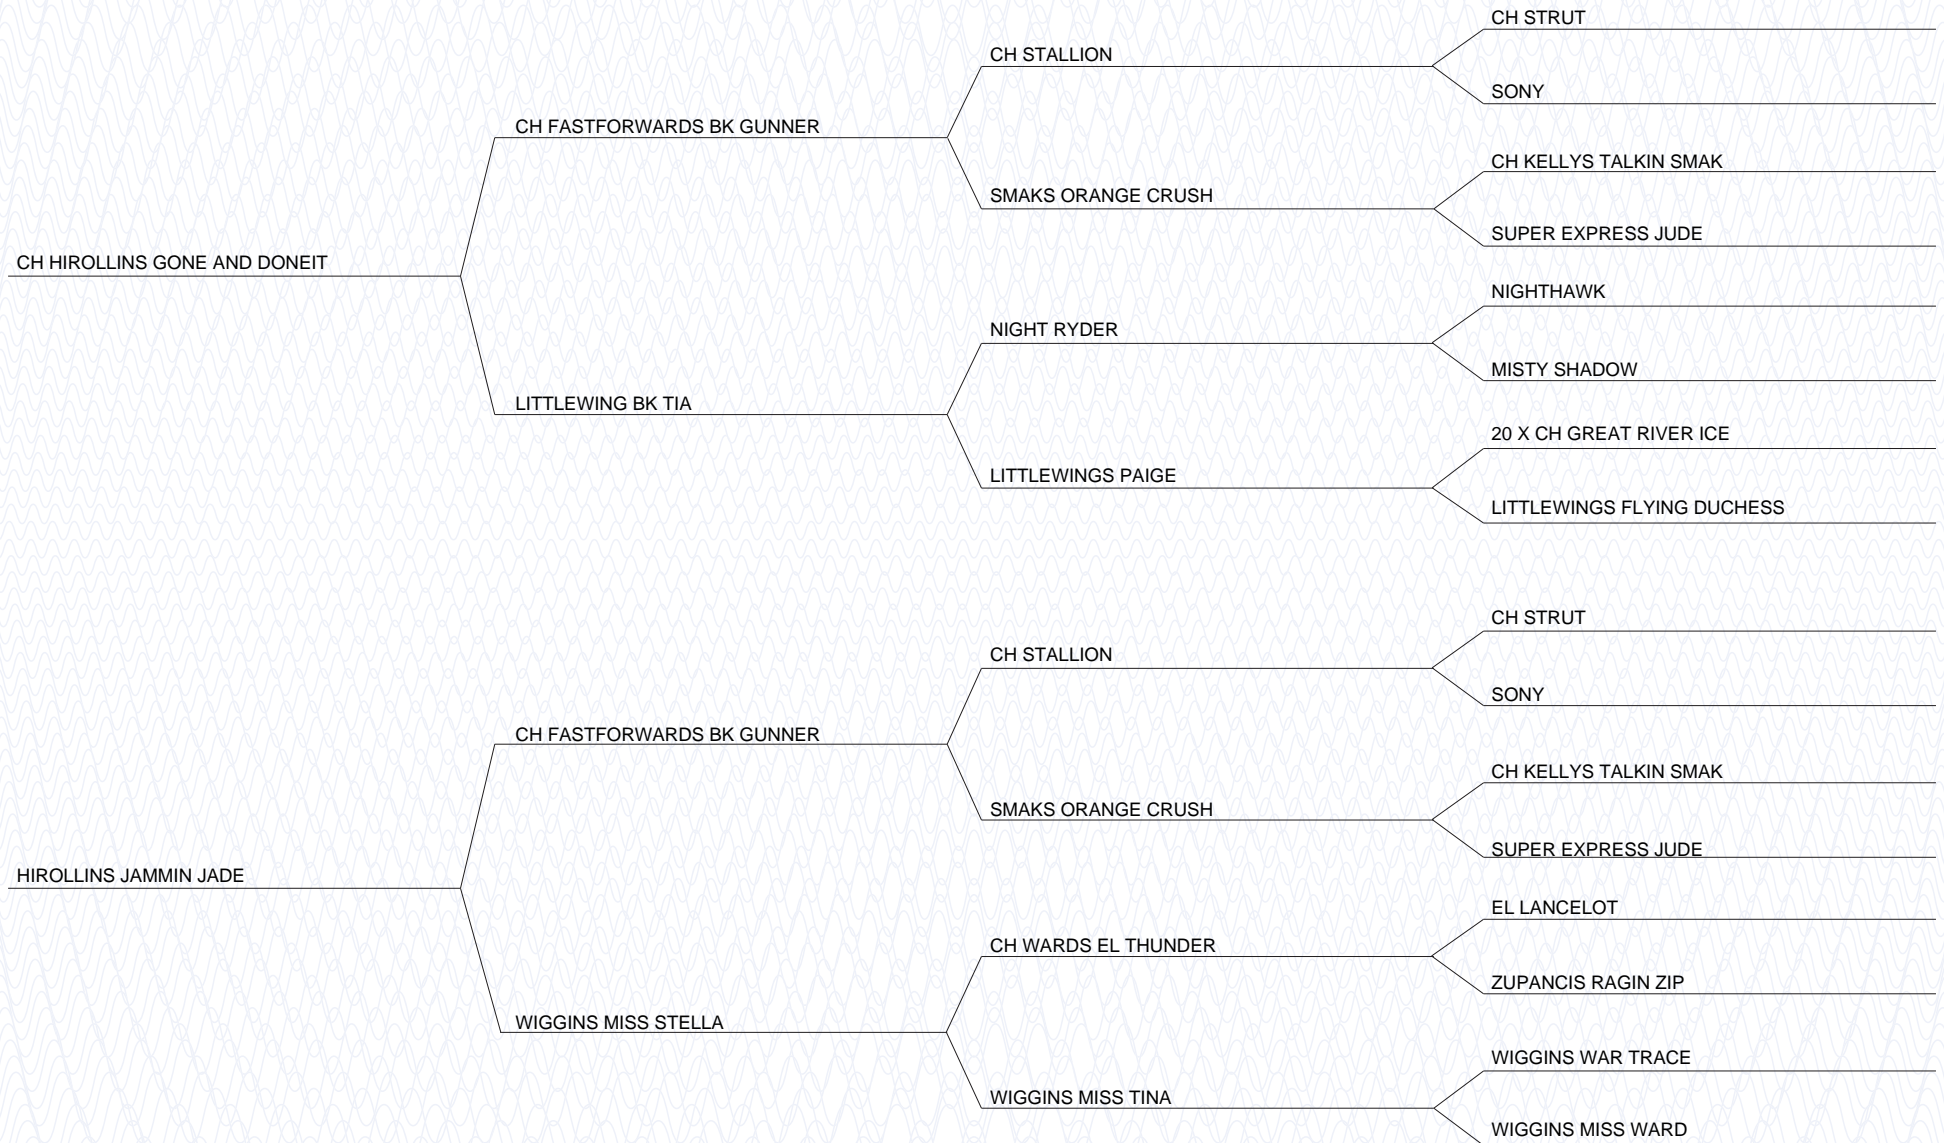 CH STRUT
CH STALLION
SONY
CH FASTFORWARDS BK GUNNER
CH KELLYS TALKIN SMAK
SMAKS ORANGE CRUSH
SUPER EXPRESS JUDE
CH HIROLLINS GONE AND DONEIT
NIGHTHAWK
NIGHT RYDER
MISTY SHADOW
LITTLEWING BK TIA
20 X CH GREAT RIVER ICE
LITTLEWINGS PAIGE
LITTLEWINGS FLYING DUCHESS
CH STRUT
CH STALLION
SONY
CH FASTFORWARDS BK GUNNER
CH KELLYS TALKIN SMAK
SMAKS ORANGE CRUSH
SUPER EXPRESS JUDE
HIROLLINS JAMMIN JADE
EL LANCELOT
CH WARDS EL THUNDER
ZUPANCIS RAGIN ZIP
WIGGINS MISS STELLA
WIGGINS WAR TRACE
WIGGINS MISS TINA
WIGGINS MISS WARD